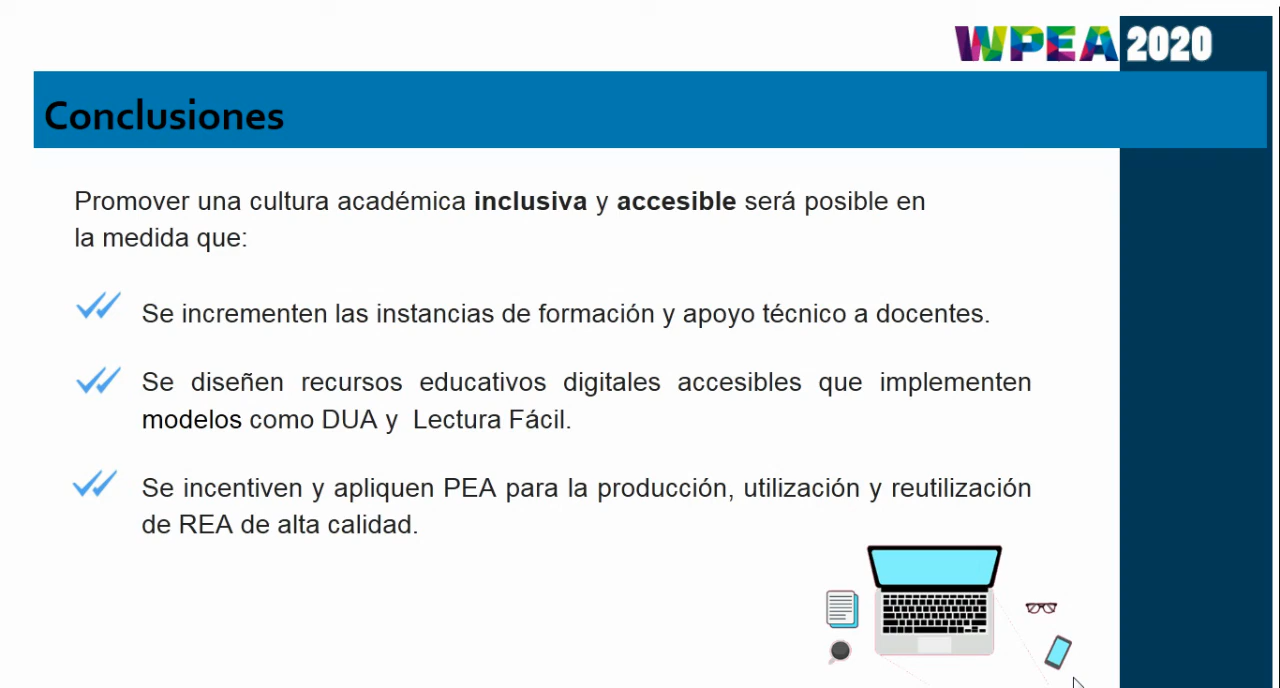 WPEA 2020
Conclusiones
Promover una cultura académica inclusiva y accesible será posible en
la medida que:
Se incrementen las instancias de formación y apoyo técnico a docentes.
Se diseñen recursos educativos digitales accesibles que implementen
modelos como DUA y Lectura Fácil.
Se incentiven y apliquen PEA para la producción, utilización y reutilización
de REA de alta calidad.